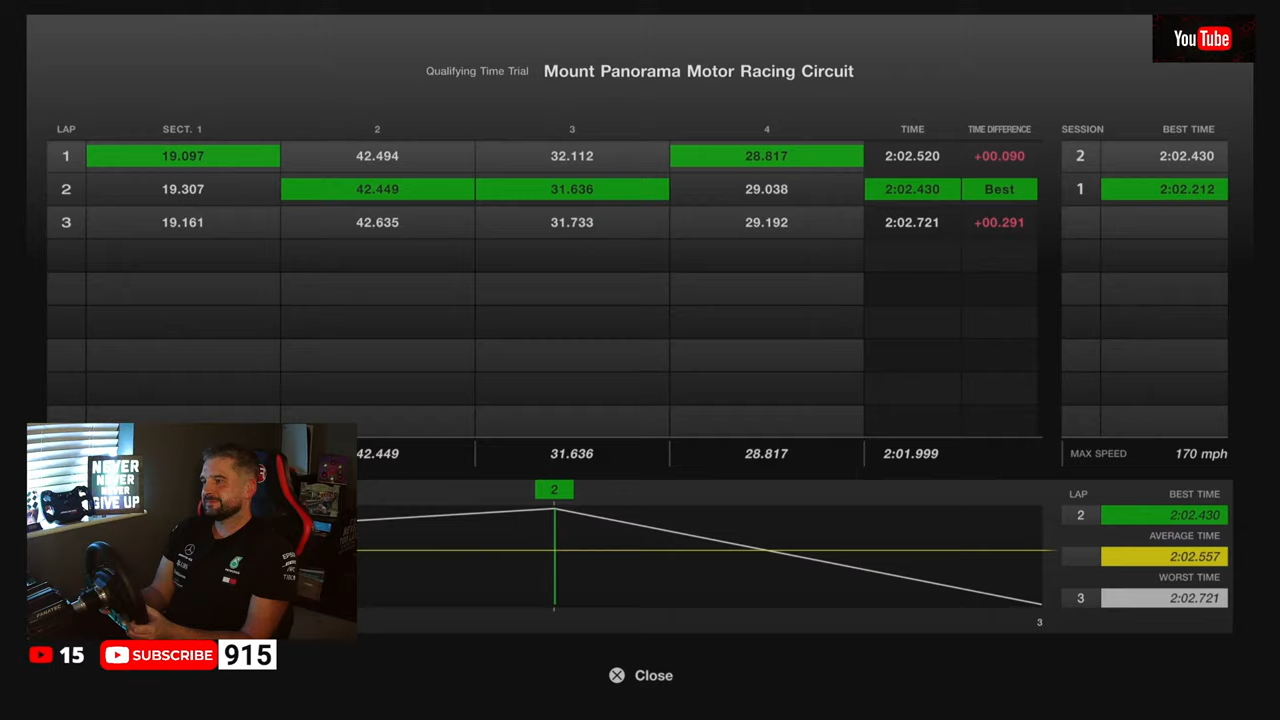 YouTube
Qualifying Time Trial Mount Panorama Motor Racing Circuit
LAP SECT. 1 2 3 4 TIME TIME DIFFERENCE SESSION BEST TIME
1 19.097 42.494 32.112 28.817 2:02.520 +00.090 2 2:02.430
2 19.307 42.449 31.636 29.038 2:02.430 Best 1 2:02.212
3 19.161 42.635 31.733 29.192 2:02.721 +00.291
42.449 31.636 28.817 2:01.999 MAX SPEED 170 mph
2
LAP BEST TIME
2 2:02.430
AVERAGE TIME
2:02.557
WORST TIME
3 2:02.721
3
NEVER
NEVER
NEVER
GIVE UP
PETRONAS
FANATEC
15 SUBSCRIBE 915
Close